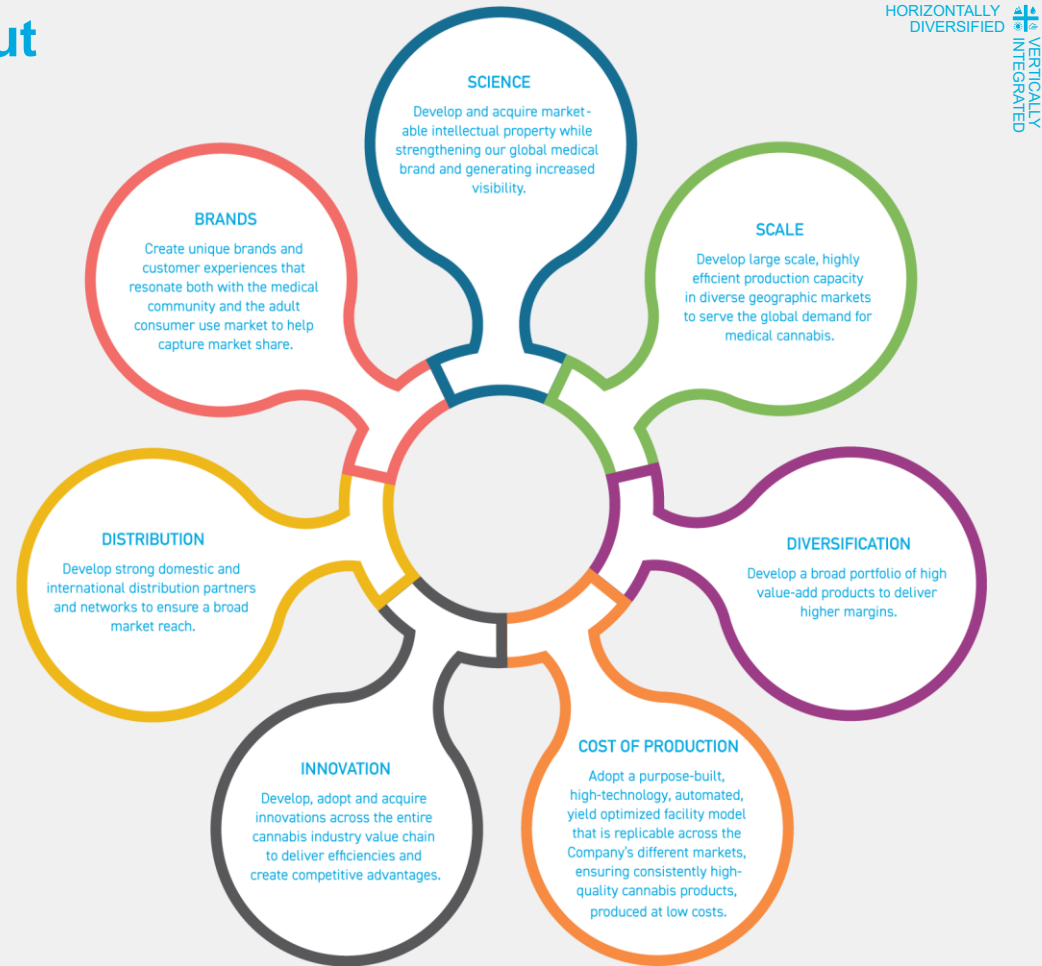 ut
HORIZONTALLY
DIVERSIFIED
VERTICALLY
INTEGRATED
SCIENCE
Develop and acquire market-
able intellectual property while
strengthening our global medical
brand and generating increased
visibility.
BRANDS
Create unique brands and
customer experiences that
resonate both with the medical
community and the adult
consumer use market to help
capture market share.
SCALE
Develop large scale, highly
efficient production capacity
in diverse geographic markets
to serve the global demand for
medical cannabis.
DISTRIBUTION
Develop strong domestic and
international distribution partners
and networks to ensure a broad
market reach.
DIVERSIFICATION
Develop a broad portfolio of high
value-add products to deliver
higher margins.
INNOVATION
Develop, adopt and acquire
innovations across the entire
cannabis industry value chain
to deliver efficiencies and
create competitive advantages.
COST OF PRODUCTION
Adopt a purpose-built,
high-technology, automated,
yield optimized facility model
that is replicable across the
Company's different markets,
ensuring consistently high-
quality cannabis products,
produced at low costs.